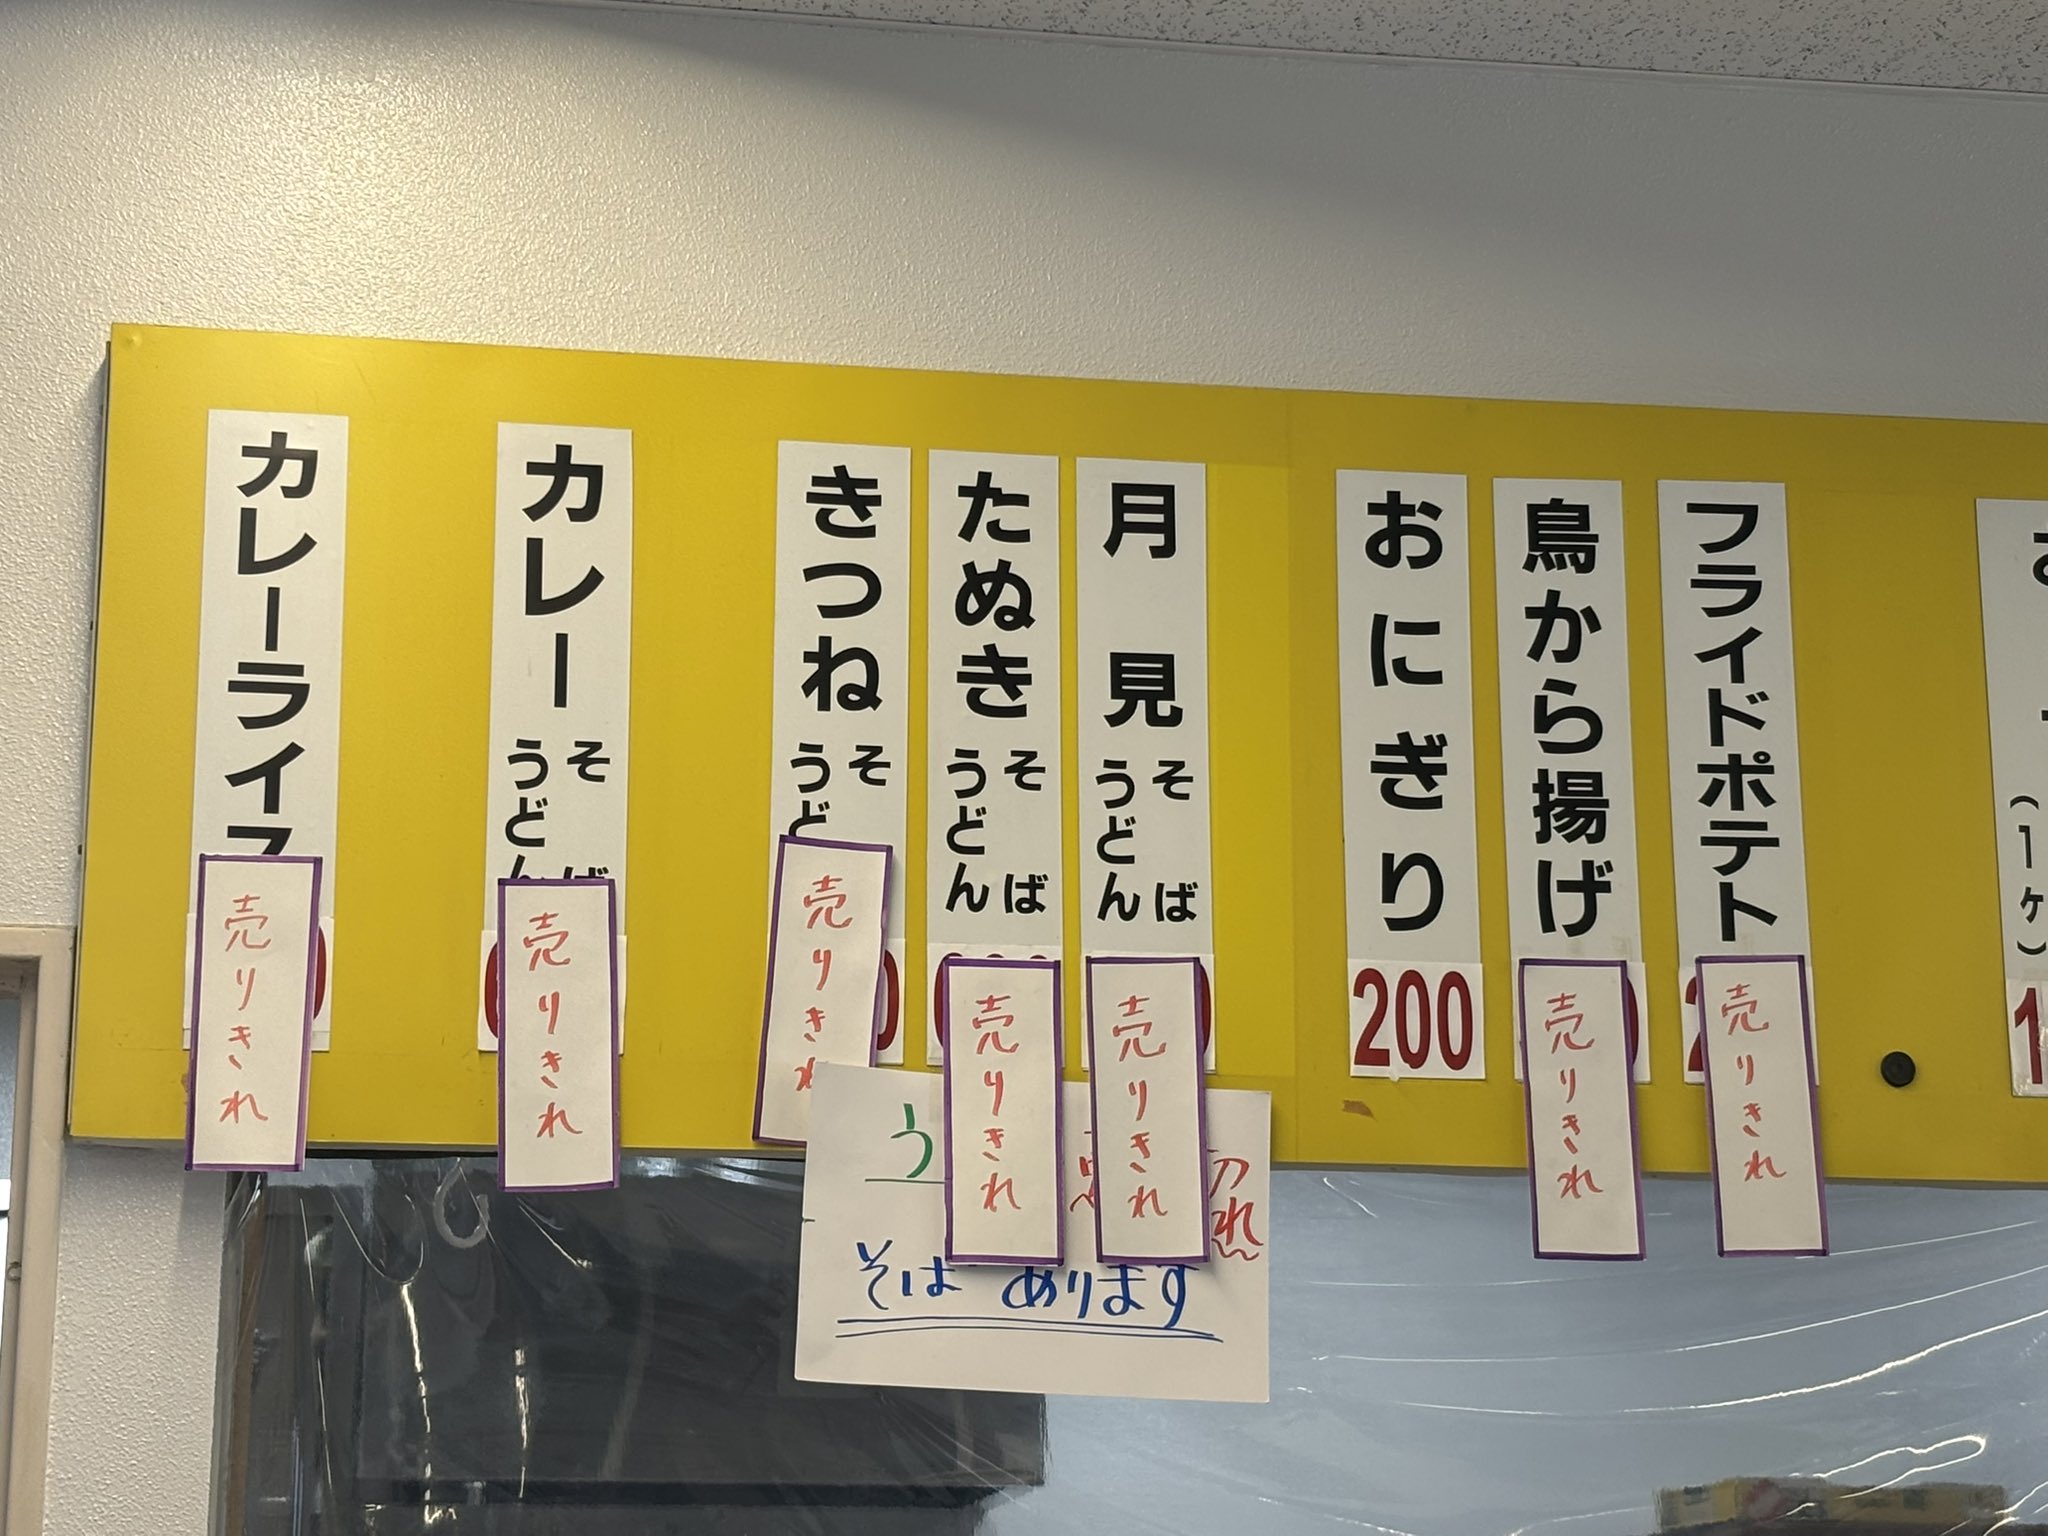 カレーライス
売りきれ
カレー
そば
うどん
売りきれ
きつね
そ
うど
売りきれ
たぬき
そば
うどん
売りきれ
月見
そば
うどん
売りきれ
おにぎり
200
鳥から揚げ
売りきれ
フライドポテト
売りきれ
(1ヶ)
う
切れ
そばあります